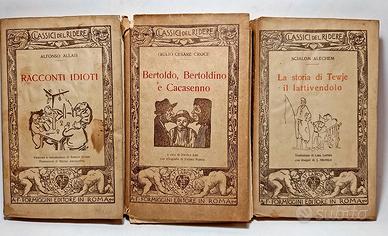 CLASSICI DEL RIDERE
ALFONSO ALLAIS
RACCONTI IDIOTI
A.F. FORMIGGINI EDITORE IN ROMA
CLASSICI DEL RIDERE
GIULIO CESARE CROCE
Bertoldo, Bertoldino
e Cacasenno
A.F. FORMIGGINI EDITORE IN ROMA
CLASSICI DEL RIDERE
SCIALOM ALECHEM
La storia di Tewje
il lattivendolo
A.F. FORMIGGINI EDITORE IN ROMA
subito